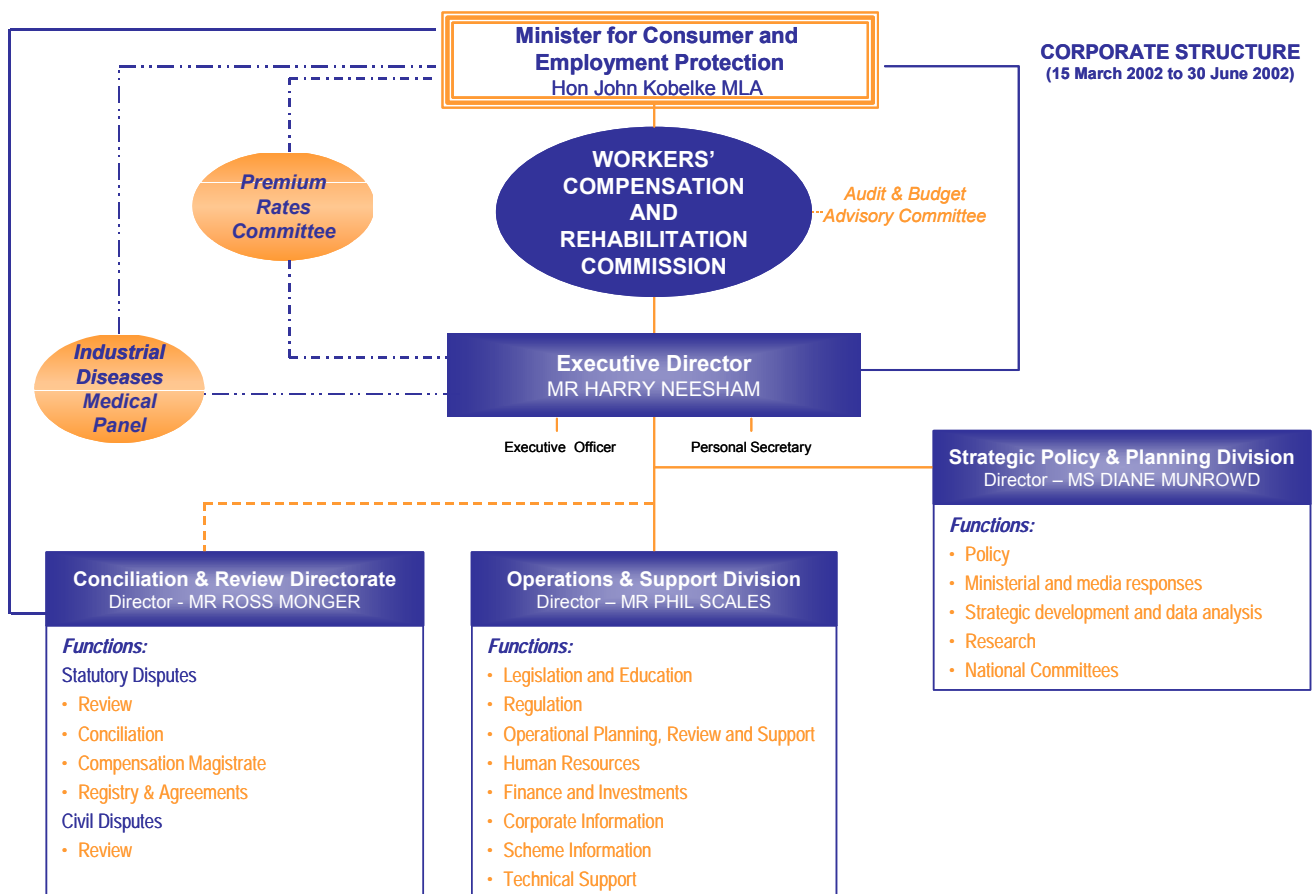 Minister for Consumer and
Employment Protection
Hon John Kobelke MLA
CORPORATE STRUCTURE
(15 March 2002 to 30 June 2002)
Premium
Rates
Committee
WORKERS'
COMPENSATION
AND
REHABILITATION
COMMISSION
Audit & Budget
Advisory Committee
Industrial
Diseases
Medical
Panel
Executive Director
MR HARRY NEESHAM
Executive Officer
Personal Secretary
Strategic Policy & Planning Division
Director – MS DIANE MUNROWD
Functions:
• Policy
• Ministerial and media responses
• Strategic development and data analysis
• Research
• National Committees
Conciliation & Review Directorate
Director - MR ROSS MONGER
Functions:
Statutory Disputes
• Review
• Conciliation
• Compensation Magistrate
• Registry & Agreements
Civil Disputes
• Review
Operations & Support Division
Director – MR PHIL SCALES
Functions:
• Legislation and Education
• Regulation
• Operational Planning, Review and Support
• Human Resources
• Finance and Investments
• Corporate Information
• Scheme Information
• Technical Support